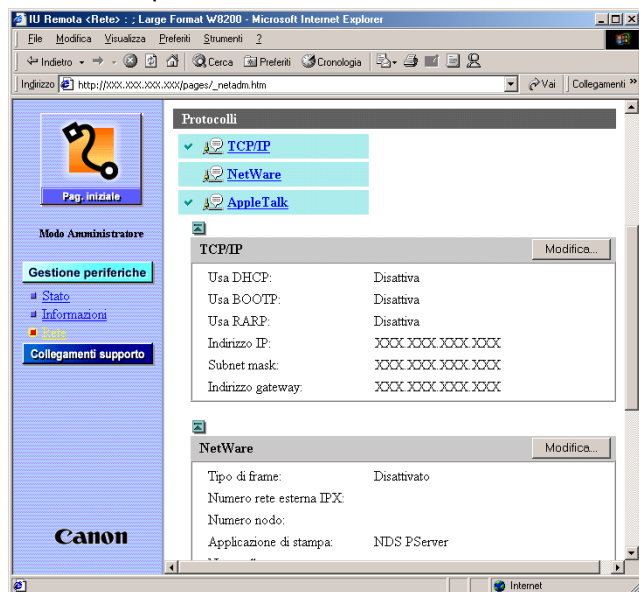 IU Remota <Rete> : ; Large Format W8200 - Microsoft Internet Explorer
File Modifica Visualizza Preferiti Strumenti ?
Indietro Cerca Preferiti Cronologia
Indirizzo http://XXX.XXX.XXX.XXX/pages/_netadm.htm Vai Collegamenti »
Pag. iniziale
Modo Amministratore
Gestione periferiche
Stato
Informazioni
Rete
Collegamenti supporto
Canon
Protocolli
TCP/IP
NetWare
AppleTalk
TCP/IP Modifica...
Usa DHCP: Disattiva
Usa BOOTP: Disattiva
Usa RARP: Disattiva
Indirizzo IP: XXX.XXX.XXX.XXX
Subnet mask: XXX.XXX.XXX.XXX
Indirizzo gateway: XXX.XXX.XXX.XXX
NetWare Modifica...
Tipo di frame: Disattivato
Numero rete esterna IPX:
Numero nodo:
Applicazione di stampa: NDS PServer
Internet